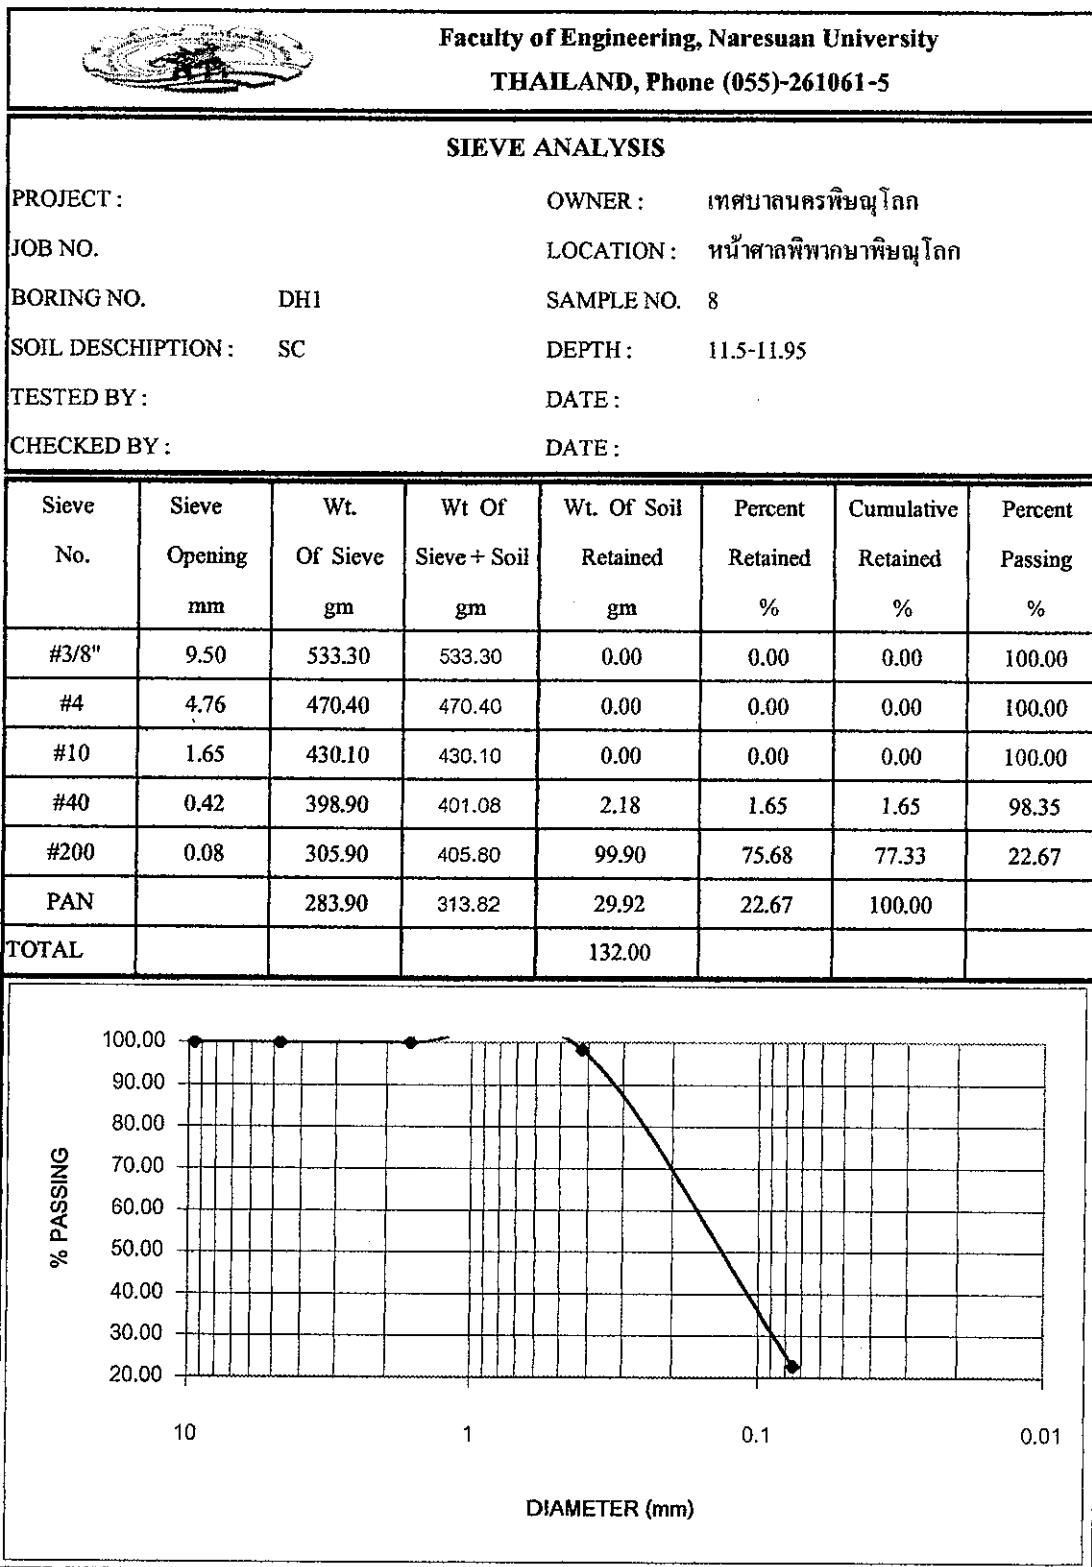 Faculty of Engineering, Naresuan University
THAILAND, Phone (055)-261061-5
SIEVE ANALYSIS
PROJECT : OWNER : เทศบาลนครพิษณุโลก
JOB NO. LOCATION : หน้าศาลพิพากษาพิษณุโลก
BORING NO. DH1 SAMPLE NO. 8
SOIL DESCHIPTION : SC DEPTH : 11.5-11.95
TESTED BY : DATE :
CHECKED BY : DATE :
Sieve Sieve Wt. Wt Of Wt. Of Soil Percent Cumulative Percent
No. Opening Of Sieve Sieve + Soil Retained Retained Retained Passing
mm gm gm gm % % %
#3/8" 9.50 533.30 533.30 0.00 0.00 0.00 100.00
#4 4.76 470.40 470.40 0.00 0.00 0.00 100.00
#10 1.65 430.10 430.10 0.00 0.00 0.00 100.00
#40 0.42 398.90 401.08 2.18 1.65 1.65 98.35
#200 0.08 305.90 405.80 99.90 75.68 77.33 22.67
PAN 283.90 313.82 29.92 22.67 100.00
TOTAL 132.00
% PASSING
100.00
90.00
80.00
70.00
60.00
50.00
40.00
30.00
20.00
10 1 0.1 0.01
DIAMETER (mm)